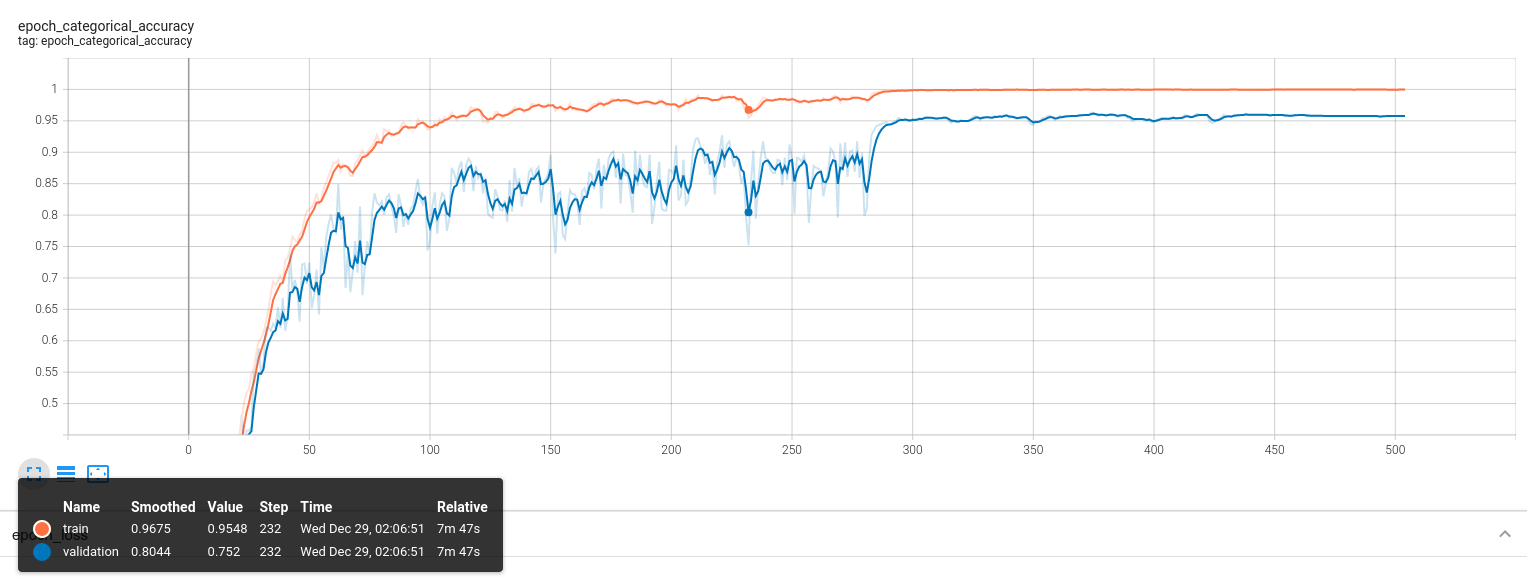 epoch_categorical_accuracy
tag: epoch_categorical_accuracy
1
0.95
0.9
0.85
0.8
0.75
0.7
0.65
0.6
0.55
0.5
0 50 100 150 200 250 300 350 400 450 500
Name Smoothed Value Step Time Relative
train 0.9675 0.9548 232 Wed Dec 29, 02:06:51 7m 47s
validation 0.8044 0.752 232 Wed Dec 29, 02:06:51 7m 47s
epoch_loss